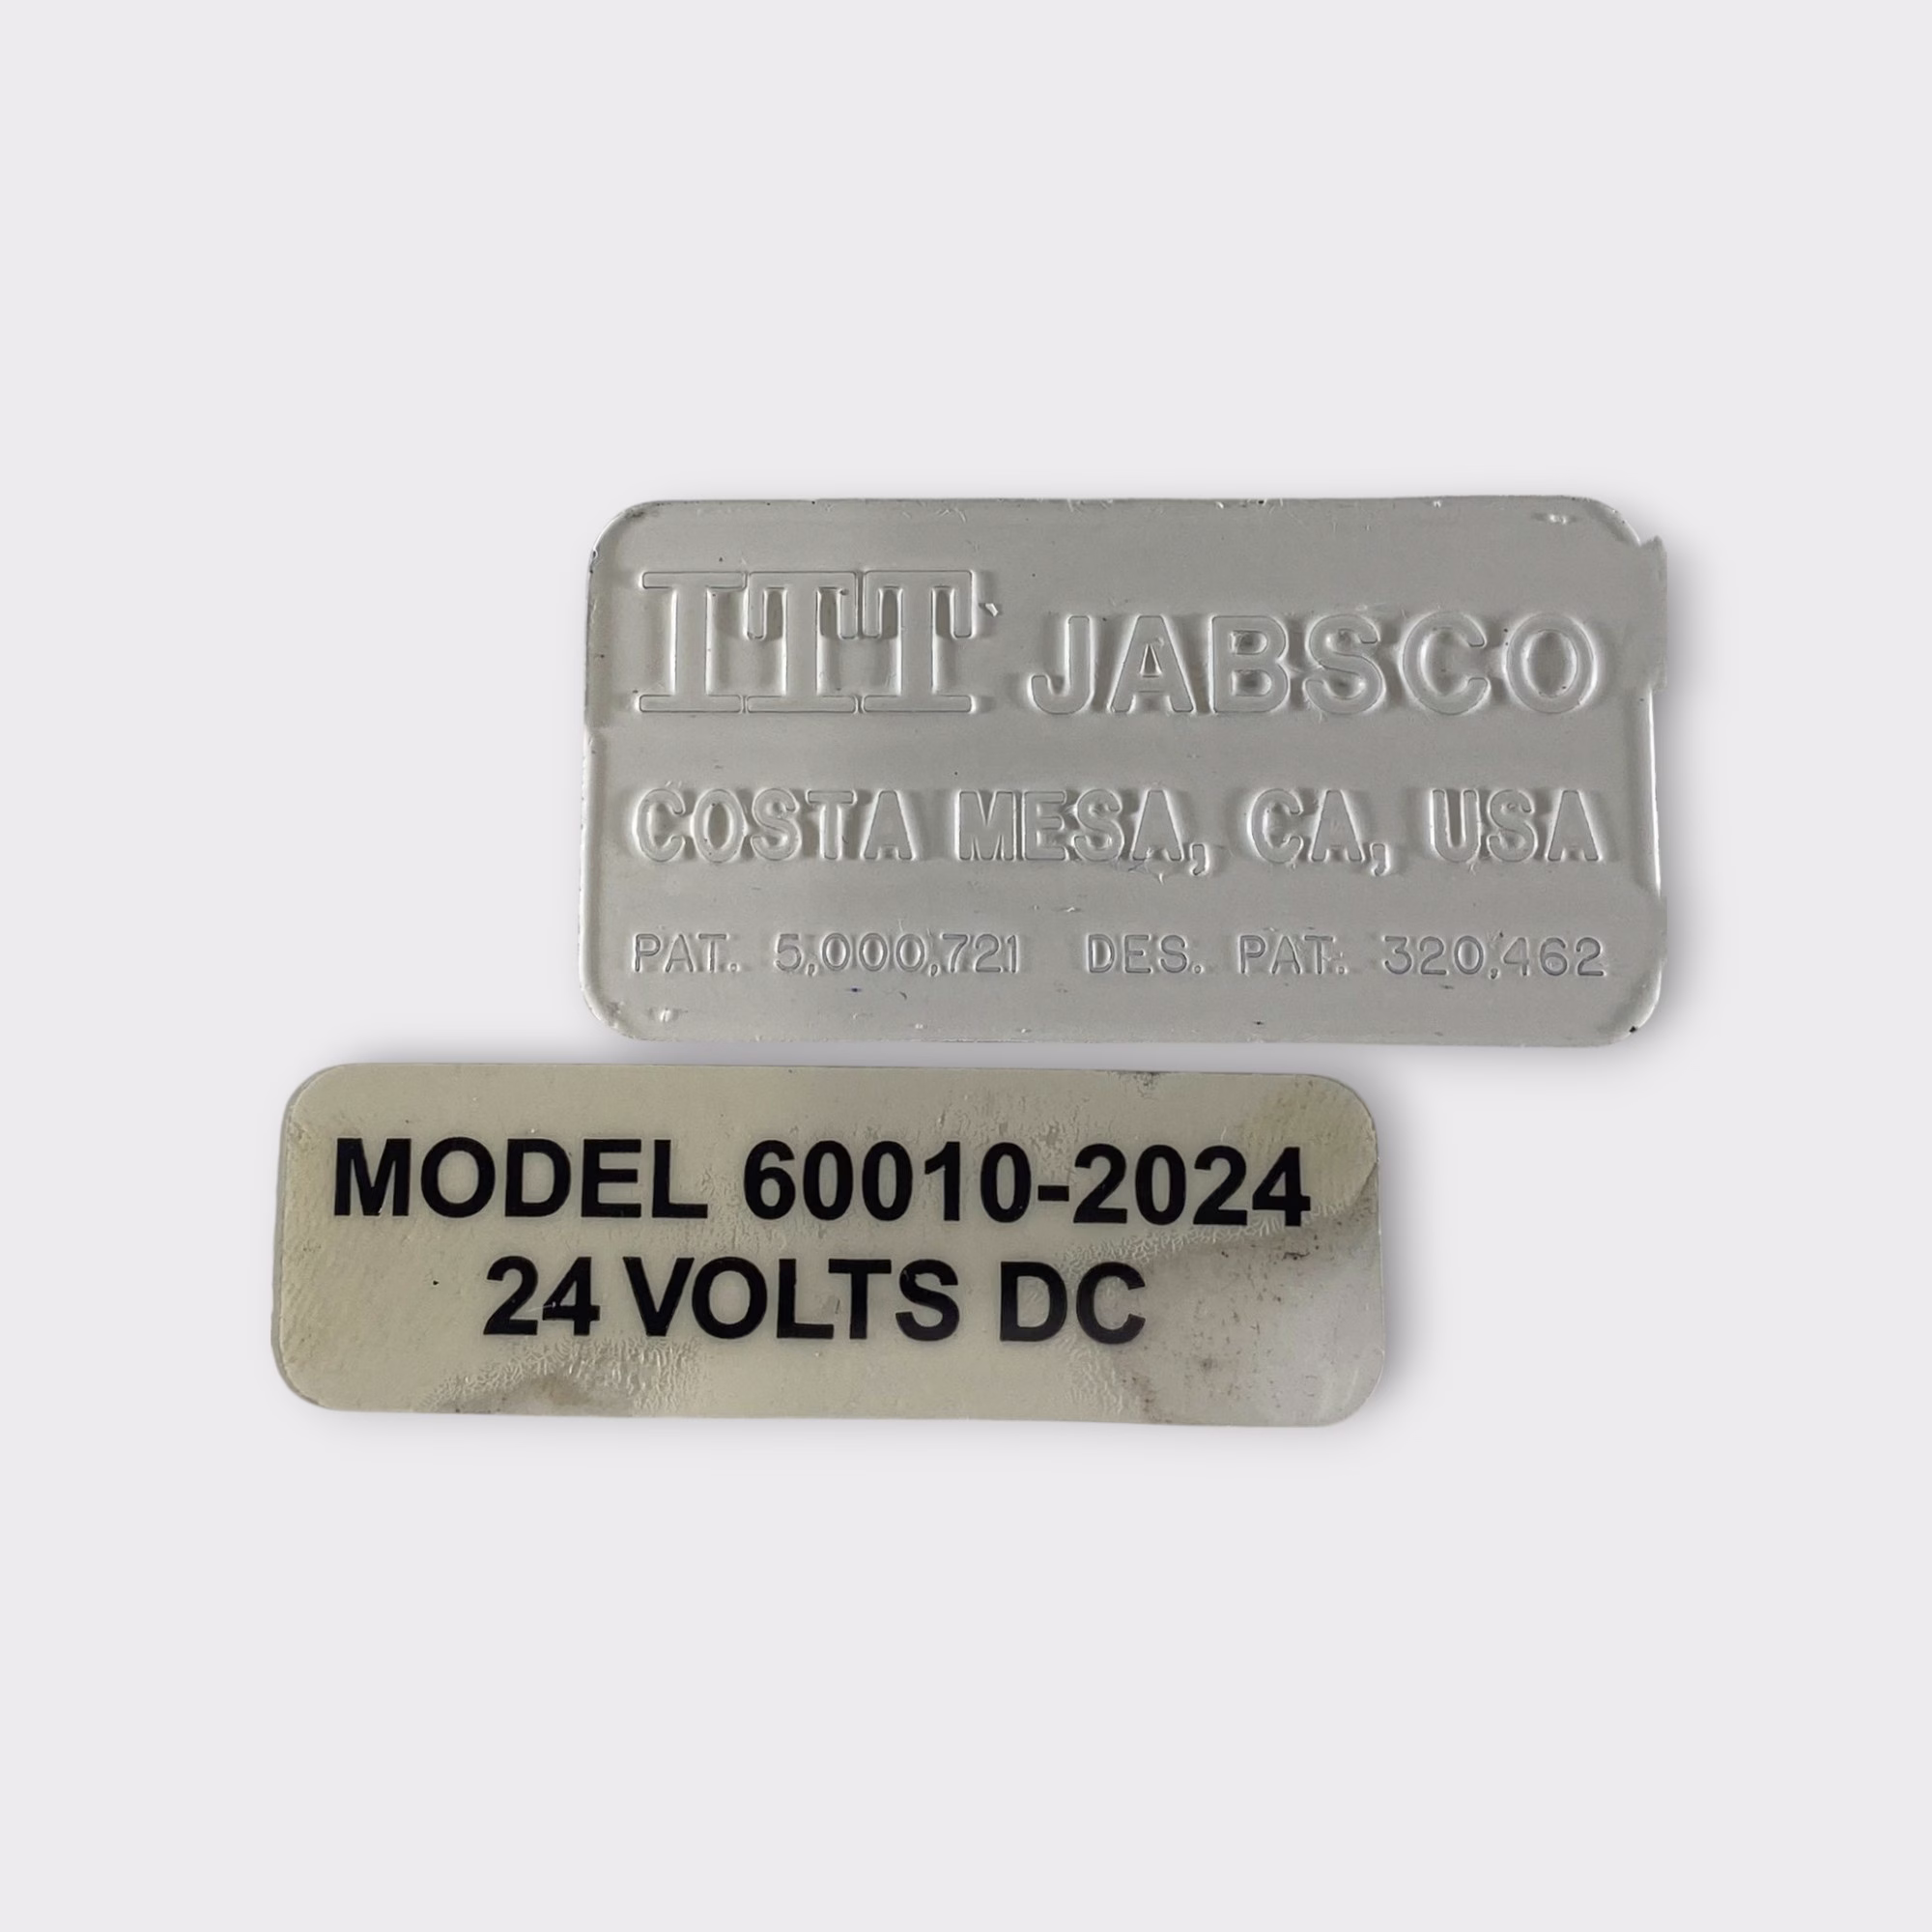 ITT JABSCO
COSTA MESA, CA, USA
PAT. 5,000,721 DES. PAT. 320,462
MODEL 60010-2024
24 VOLTS DC